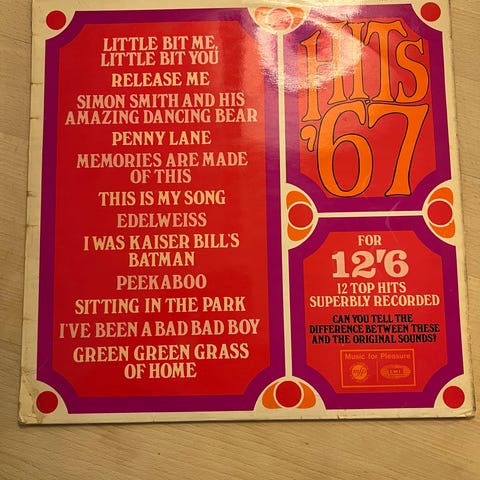 LITTLE BIT ME,
LITTLE BIT YOU
RELEASE ME
SIMON SMITH AND HIS
AMAZING DANCING BEAR
PENNY LANE
MEMORIES ARE MADE
OF THIS
THIS IS MY SONG
EDELWEISS
I WAS KAISER BILL'S
BATMAN
PEEKABOO
SITTING IN THE PARK
I'VE BEEN A BAD BAD BOY
GREEN GREEN GRASS
OF HOME
HITS
'67
FOR
12'6
12 TOP HITS
SUPERBLY RECORDED
CAN YOU TELL THE
DIFFERENCE BETWEEN THESE
AND THE ORIGINAL SOUNDS?
Music for Pleasure
mfp EMI